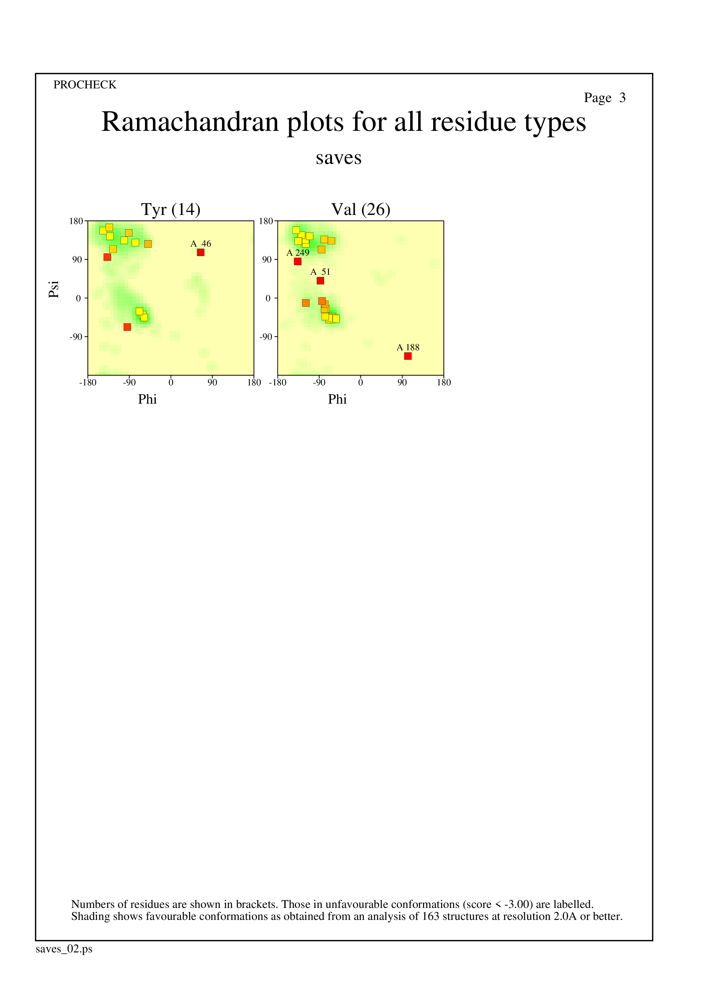 PROCHECK
Page 3
Ramachandran plots for all residue types
saves
Tyr (14)
Val (26)
180
90
0
-90
Psi
A 46
-180 -90 0 90 180
Phi
180
90
0
-90
A 249
A 51
A 188
-180 -90 0 90 180
Phi
Numbers of residues are shown in brackets. Those in unfavourable conformations (score < -3.00) are labelled.
Shading shows favourable conformations as obtained from an analysis of 163 structures at resolution 2.0A or better.
saves_02.ps